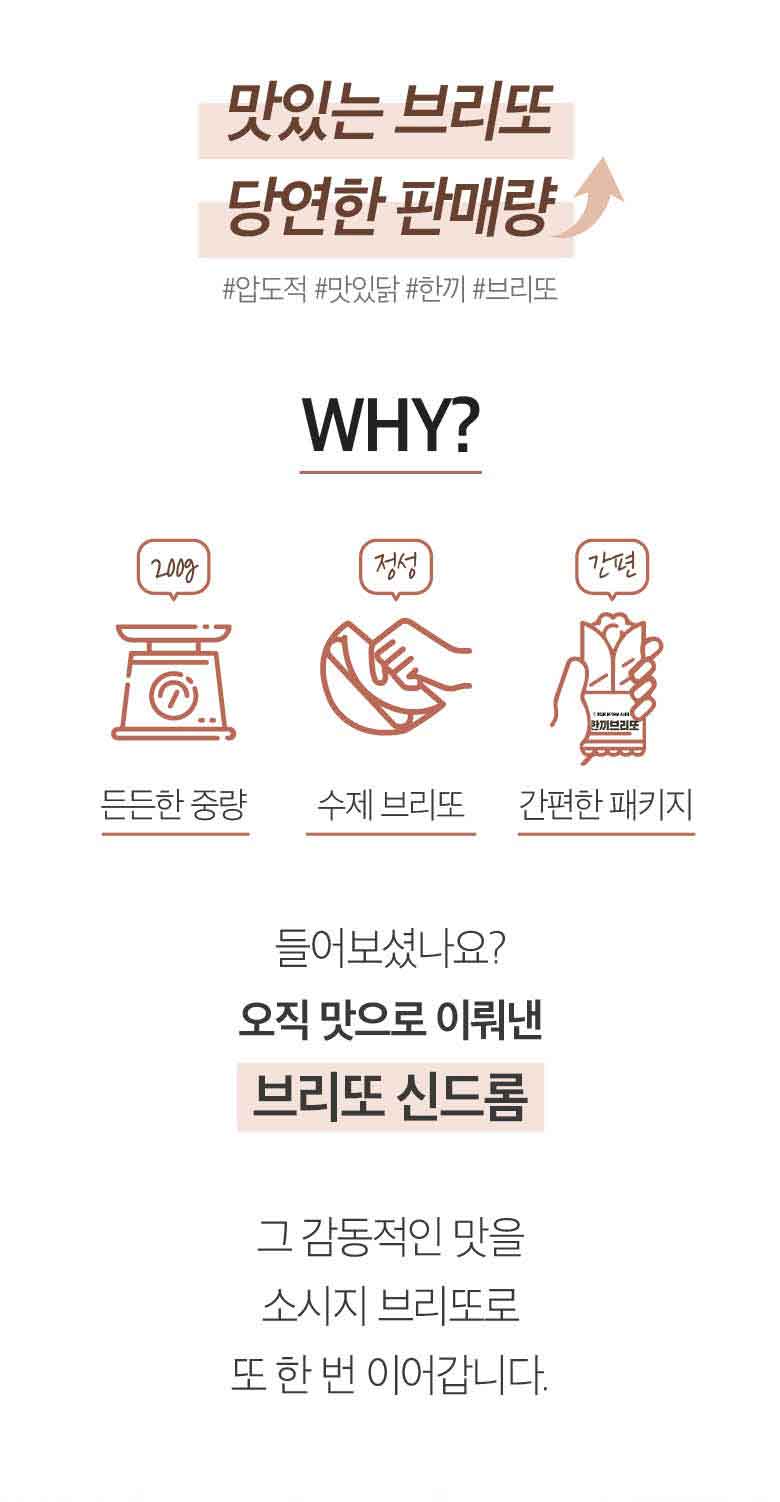 맛있는 브리또
당연한 판매량
#압도적 #맛있닭 #한끼 #브리또
WHY?
200g 정성 간편
한끼브리또
든든한 중량 수제 브리또 간편한 패키지
들어보셨나요?
오직 맛으로 이뤄낸
브리또 신드롬
그 감동적인 맛을
소시지 브리또로
또 한 번 이어갑니다.